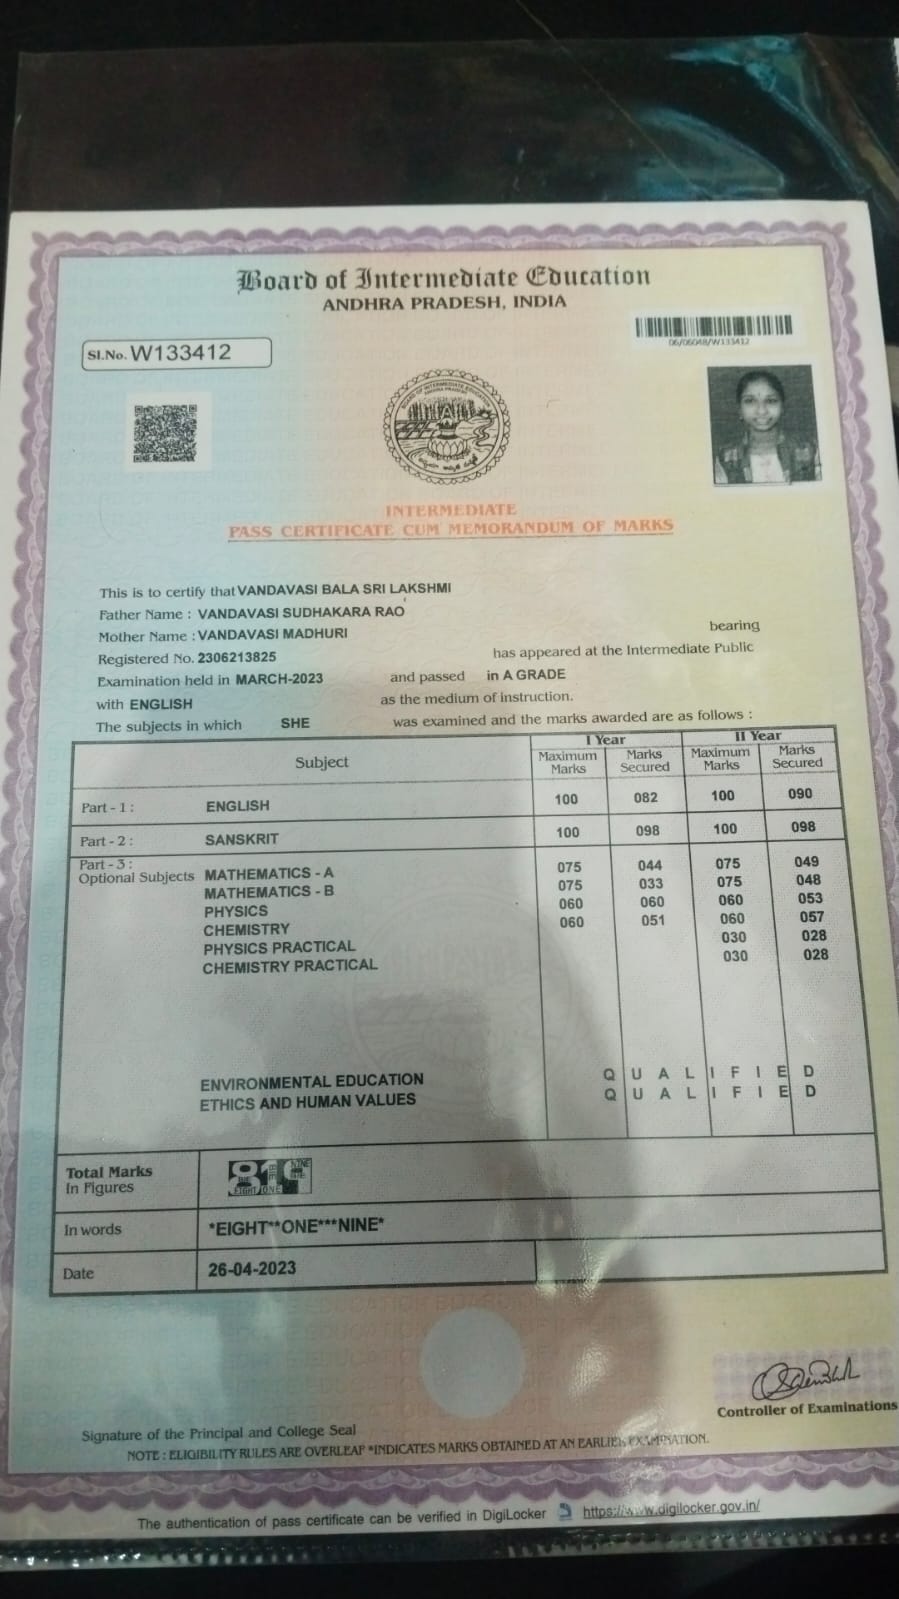 Board of Intermediate Education
ANDHRA PRADESH, INDIA
06/06048/W133412
Sl.No. W133412
BOARD OF INTERMEDIATE EDUCATION
ANDHRA PRADESH
INTERMEDIATE
PASS CERTIFICATE CUM MEMORANDUM OF MARKS
This is to certify that VANDAVASI BALA SRI LAKSHMI
Father Name : VANDAVASI SUDHAKARA RAO
Mother Name : VANDAVASI MADHURI bearing
Registered No. 2306213825 has appeared at the Intermediate Public
Examination held in MARCH-2023 and passed in A GRADE
with ENGLISH as the medium of instruction.
The subjects in which SHE was examined and the marks awarded are as follows :
Subject I Year II Year
Maximum Marks Marks Secured Maximum Marks Marks Secured
Part - 1 : ENGLISH 100 082 100 090
Part - 2 : SANSKRIT 100 098 100 098
Part - 3 :
Optional Subjects MATHEMATICS - A 075 044 075 049
MATHEMATICS - B 075 033 075 048
PHYSICS 060 060 060 053
CHEMISTRY 060 051 060 057
PHYSICS PRACTICAL 030 028
CHEMISTRY PRACTICAL 030 028
ENVIRONMENTAL EDUCATION Q U A L I F I E D
ETHICS AND HUMAN VALUES Q U A L I F I E D
Total Marks
In Figures 819
In words *EIGHT**ONE***NINE*
Date 26-04-2023
Controller of Examinations
Signature of the Principal and College Seal
NOTE : ELIGIBILITY RULES ARE OVERLEAF *INDICATES MARKS OBTAINED AT AN EARLIER EXAMINATION.
The authentication of pass certificate can be verified in DigiLocker https://www.digilocker.gov.in/